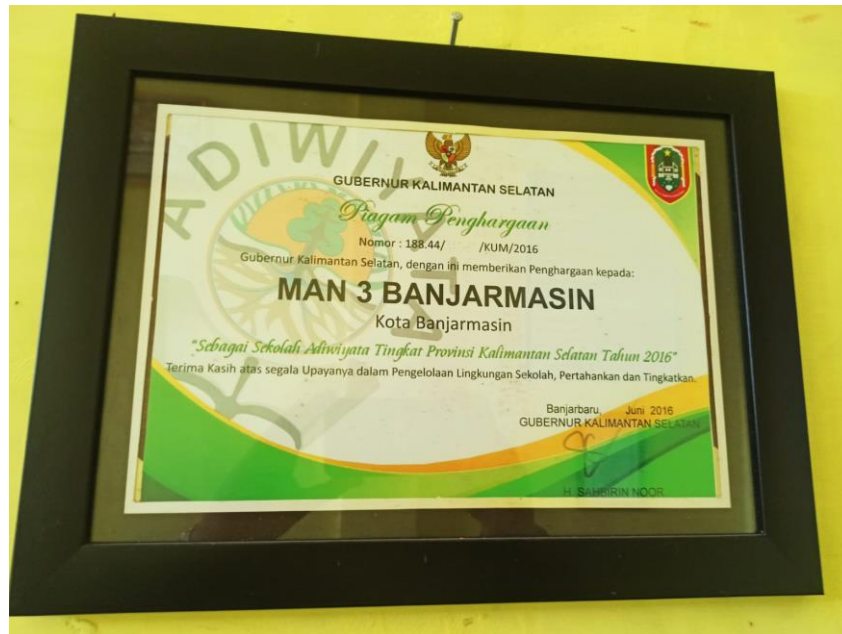 ADIWIYATA
GUBERNUR KALIMANTAN SELATAN
Piagam Penghargaan
Nomor : 188.44/ /KUM/2016
Gubernur Kalimantan Selatan, dengan ini memberikan Penghargaan kepada:
MAN 3 BANJARMASIN
Kota Banjarmasin
"Sebagai Sekolah Adiwiyata Tingkat Provinsi Kalimantan Selatan Tahun 2016"
Terima Kasih atas segala Upayanya dalam Pengelolaan Lingkungan Sekolah, Pertahankan dan Tingkatkan.
Banjarbaru, Juni 2016
GUBERNUR KALIMANTAN SELATAN
H. SAHBIRIN NOOR